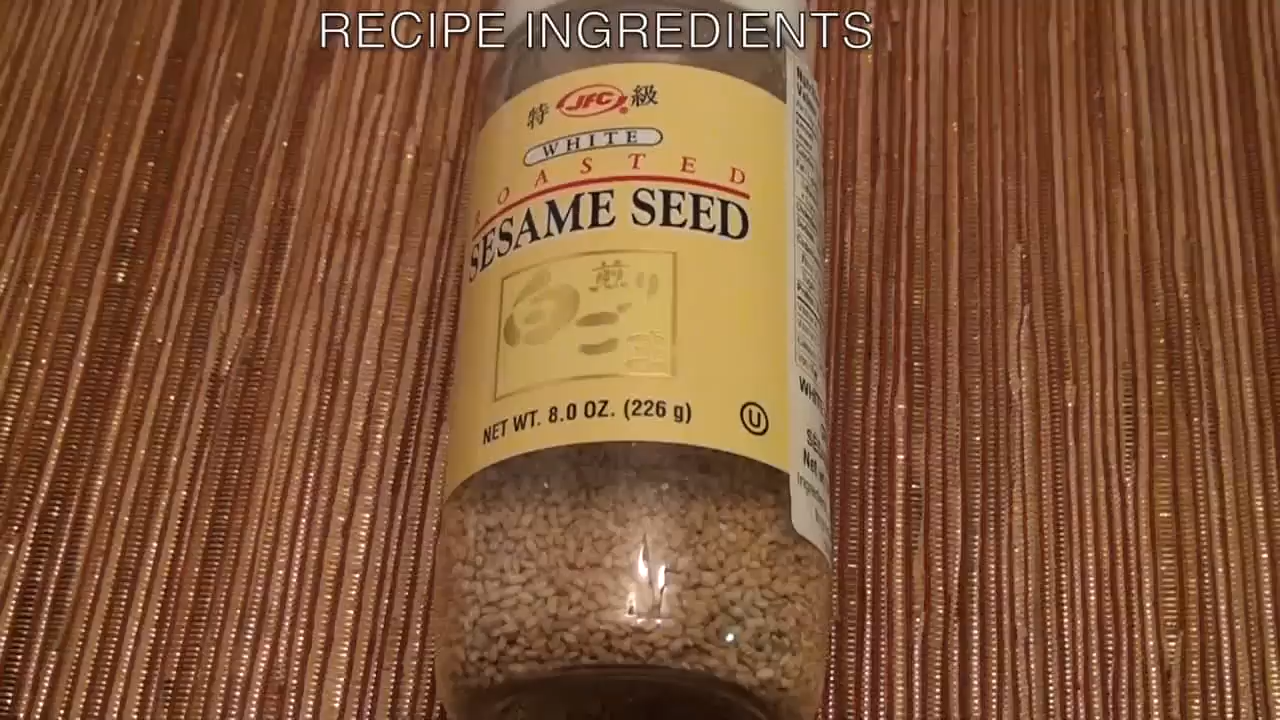 RECIPE INGREDIENTS
特 JFC 級
WHITE
ROASTED
SESAME SEED
白 煎り
ごま
NET WT. 8.0 OZ. (226 g)
U